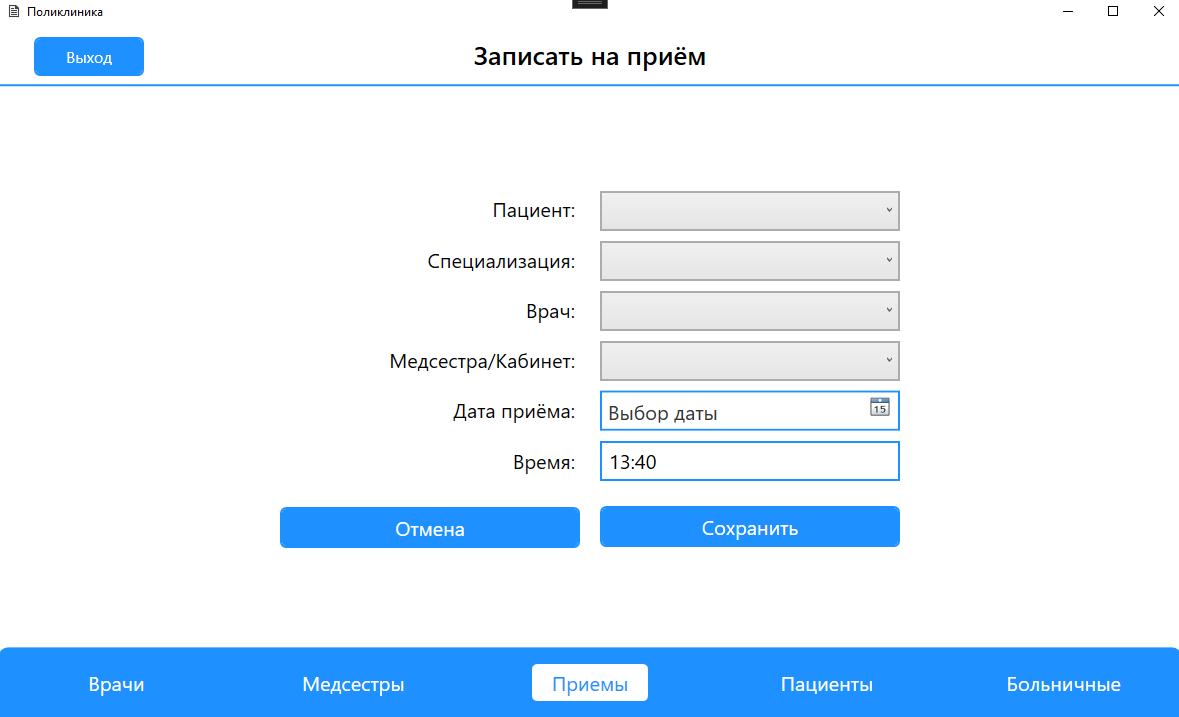 Поликлиника
Выход
Записать на приём
Пациент:
Специализация:
Врач:
Медсестра/Кабинет:
Дата приёма: Выбор даты 15
Время: 13:40
Отмена Сохранить
Врачи Медсестры Приемы Пациенты Больничные